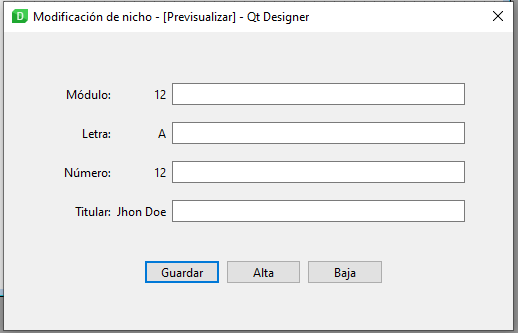 Modificación de nicho - [Previsualizar] - Qt Designer
Módulo: 12
Letra: A
Número: 12
Titular: Jhon Doe
Guardar Alta Baja